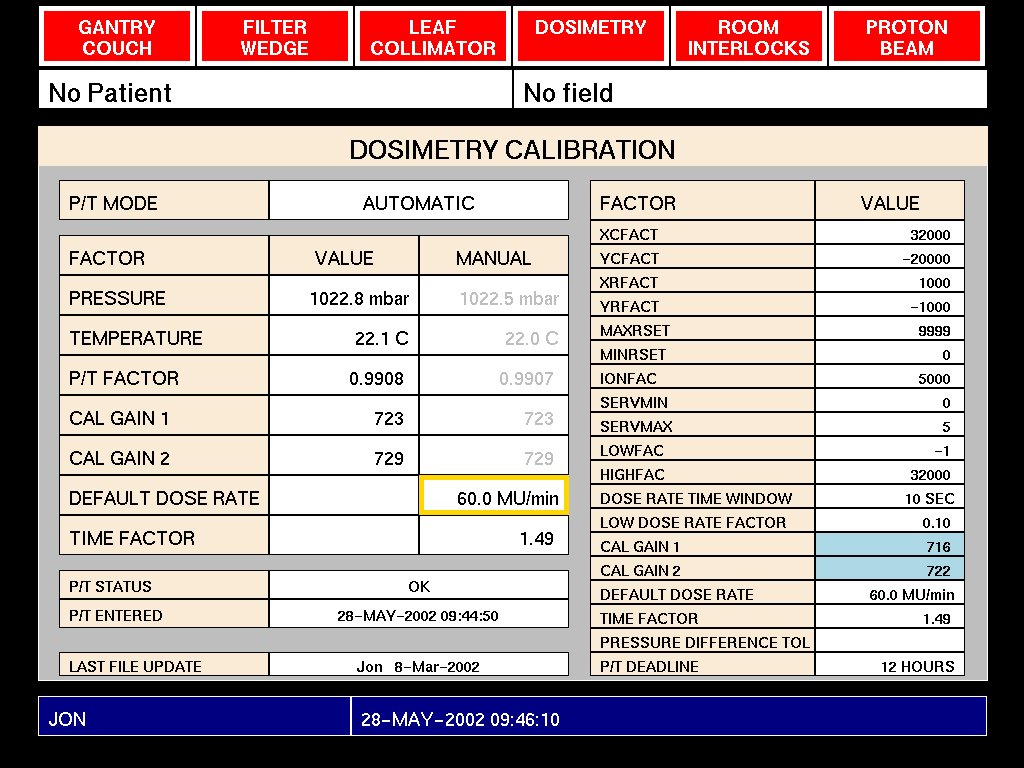 GANTRY
COUCH
FILTER
WEDGE
LEAF
COLLIMATOR
DOSIMETRY
ROOM
INTERLOCKS
PROTON
BEAM
No Patient
No field
DOSIMETRY CALIBRATION
P/T MODE AUTOMATIC
FACTOR VALUE MANUAL
PRESSURE 1022.8 mbar 1022.5 mbar
TEMPERATURE 22.1 C 22.0 C
P/T FACTOR 0.9908 0.9907
CAL GAIN 1 723 723
CAL GAIN 2 729 729
DEFAULT DOSE RATE 60.0 MU/min
TIME FACTOR 1.49
P/T STATUS OK
P/T ENTERED 28-MAY-2002 09:44:50
LAST FILE UPDATE Jon 8-Mar-2002
FACTOR VALUE
XCFACT 32000
YCFACT -20000
XRFACT 1000
YRFACT -1000
MAXRSET 9999
MINRSET 0
IONFAC 5000
SERVMIN 0
SERVMAX 5
LOWFAC -1
HIGHFAC 32000
DOSE RATE TIME WINDOW 10 SEC
LOW DOSE RATE FACTOR 0.10
CAL GAIN 1 716
CAL GAIN 2 722
DEFAULT DOSE RATE 60.0 MU/min
TIME FACTOR 1.49
PRESSURE DIFFERENCE TOL
P/T DEADLINE 12 HOURS
JON
28-MAY-2002 09:46:10